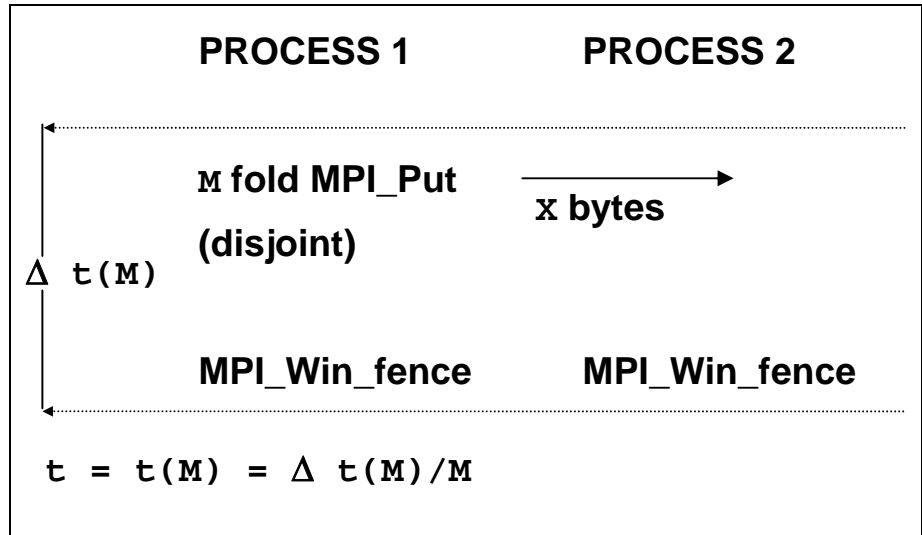 PROCESS 1 PROCESS 2
M fold MPI_Put
X bytes
(disjoint)
Δ t(M)
MPI_Win_fence MPI_Win_fence
t = t(M) = Δ t(M)/M